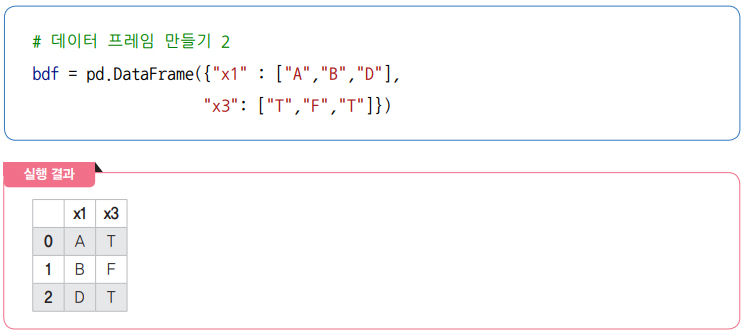 # 데이터 프레임 만들기 2
bdf = pd.DataFrame({"x1" : ["A","B","D"],
"x3": ["T","F","T"]})
실행 결과
x1 x3
0 A T
1 B F
2 D T